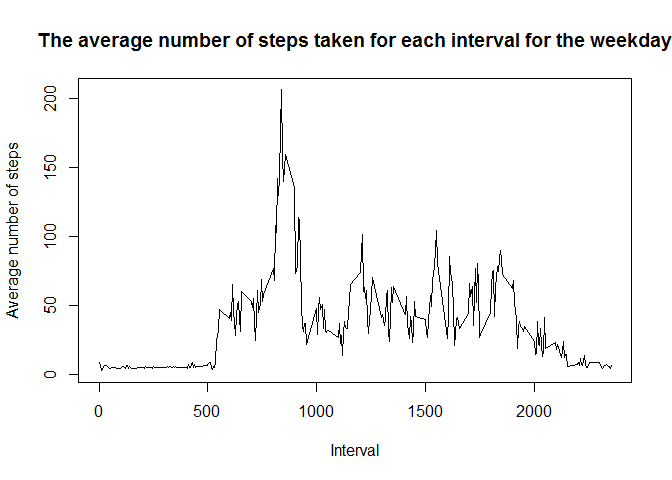 The average number of steps taken for each interval for the weekday
Average number of steps
200
150
100
50
0
0 500 1000 1500 2000
Interval